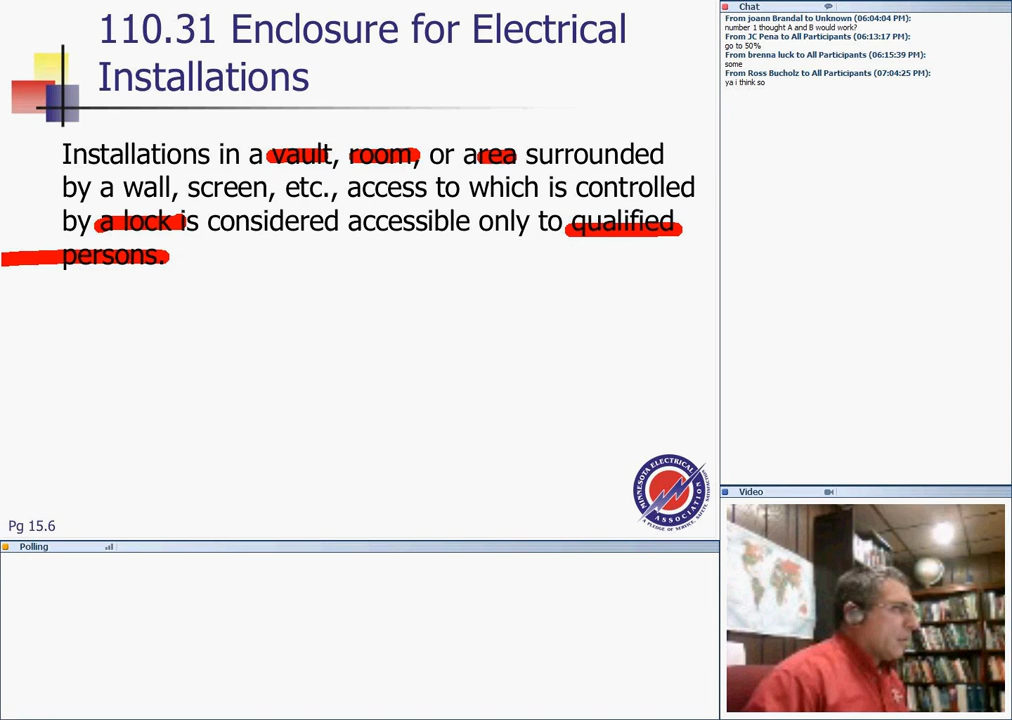 110.31 Enclosure for Electrical
Installations
Installations in a vault, room, or area surrounded
by a wall, screen, etc., access to which is controlled
by a lock is considered accessible only to qualified
persons.
MINNESOTA ELECTRICAL
ASSOCIATION
Pg 15.6
Polling
Chat
From joann Brandal to Unknown (06:04:04 PM):
number 1 thought A and B would work?
From JC Pena to All Participants (06:13:17 PM):
go to 50%
From brenna luck to All Participants (06:15:39 PM):
some
From Ross Bucholz to All Participants (07:04:25 PM):
ya i think so
Video